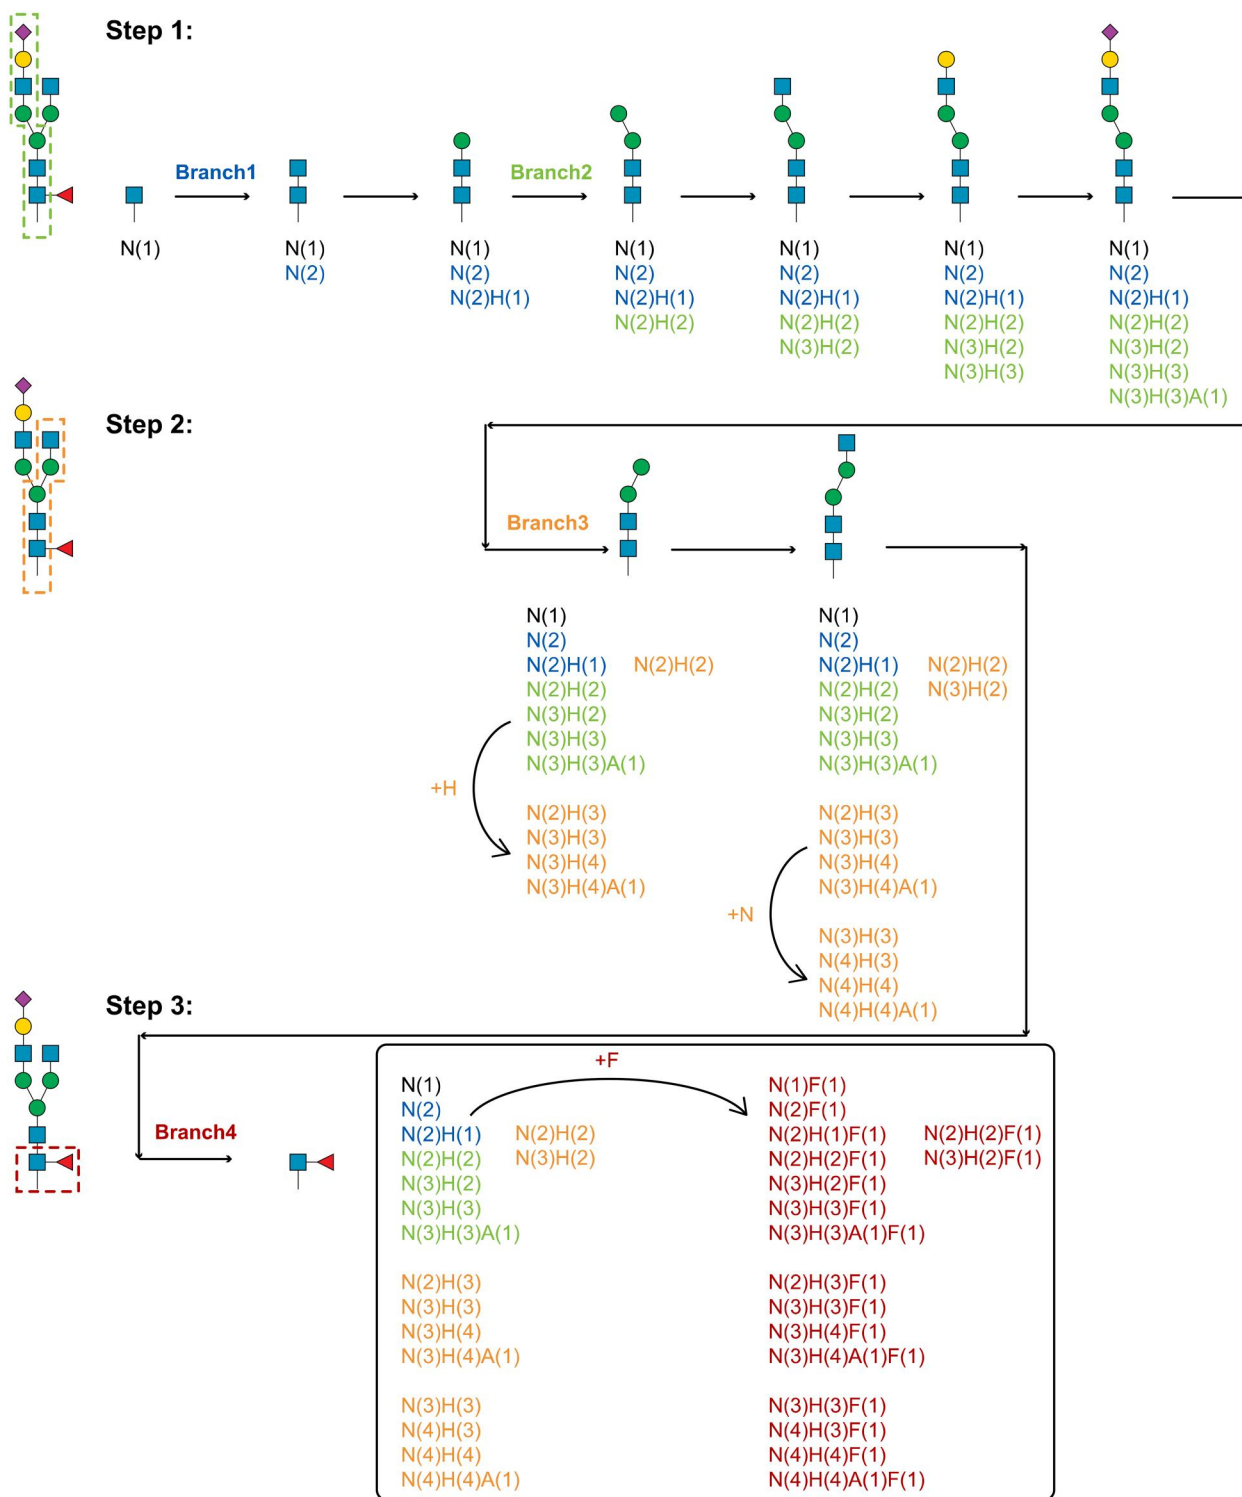 Step 1:
Branch1
Branch2
N(1)
N(1)
N(2)
N(1)
N(2)
N(2)H(1)
N(1)
N(2)
N(2)H(1)
N(2)H(2)
N(1)
N(2)
N(2)H(1)
N(2)H(2)
N(3)H(2)
N(1)
N(2)
N(2)H(1)
N(2)H(2)
N(3)H(2)
N(3)H(3)
N(1)
N(2)
N(2)H(1)
N(2)H(2)
N(3)H(2)
N(3)H(3)
N(3)H(3)A(1)
Step 2:
Branch3
N(1)
N(2)
N(2)H(1) N(2)H(2)
N(2)H(2)
N(3)H(2)
N(3)H(3)
N(3)H(3)A(1)
+H
N(2)H(3)
N(3)H(3)
N(3)H(4)
N(3)H(4)A(1)
N(1)
N(2)
N(2)H(1) N(2)H(2)
N(2)H(2) N(3)H(2)
N(3)H(2)
N(3)H(3)
N(3)H(3)A(1)
N(2)H(3)
N(3)H(3)
N(3)H(4)
N(3)H(4)A(1)
+N
N(3)H(3)
N(4)H(3)
N(4)H(4)
N(4)H(4)A(1)
Step 3:
Branch4
+F
N(1)
N(2)
N(2)H(1) N(2)H(2)
N(2)H(2) N(3)H(2)
N(3)H(2)
N(3)H(3)
N(3)H(3)A(1)
N(2)H(3)
N(3)H(3)
N(3)H(4)
N(3)H(4)A(1)
N(3)H(3)
N(4)H(3)
N(4)H(4)
N(4)H(4)A(1)
N(1)F(1)
N(2)F(1)
N(2)H(1)F(1) N(2)H(2)F(1)
N(2)H(2)F(1) N(3)H(2)F(1)
N(3)H(2)F(1)
N(3)H(3)F(1)
N(3)H(3)A(1)F(1)
N(2)H(3)F(1)
N(3)H(3)F(1)
N(3)H(4)F(1)
N(3)H(4)A(1)F(1)
N(3)H(3)F(1)
N(4)H(3)F(1)
N(4)H(4)F(1)
N(4)H(4)A(1)F(1)